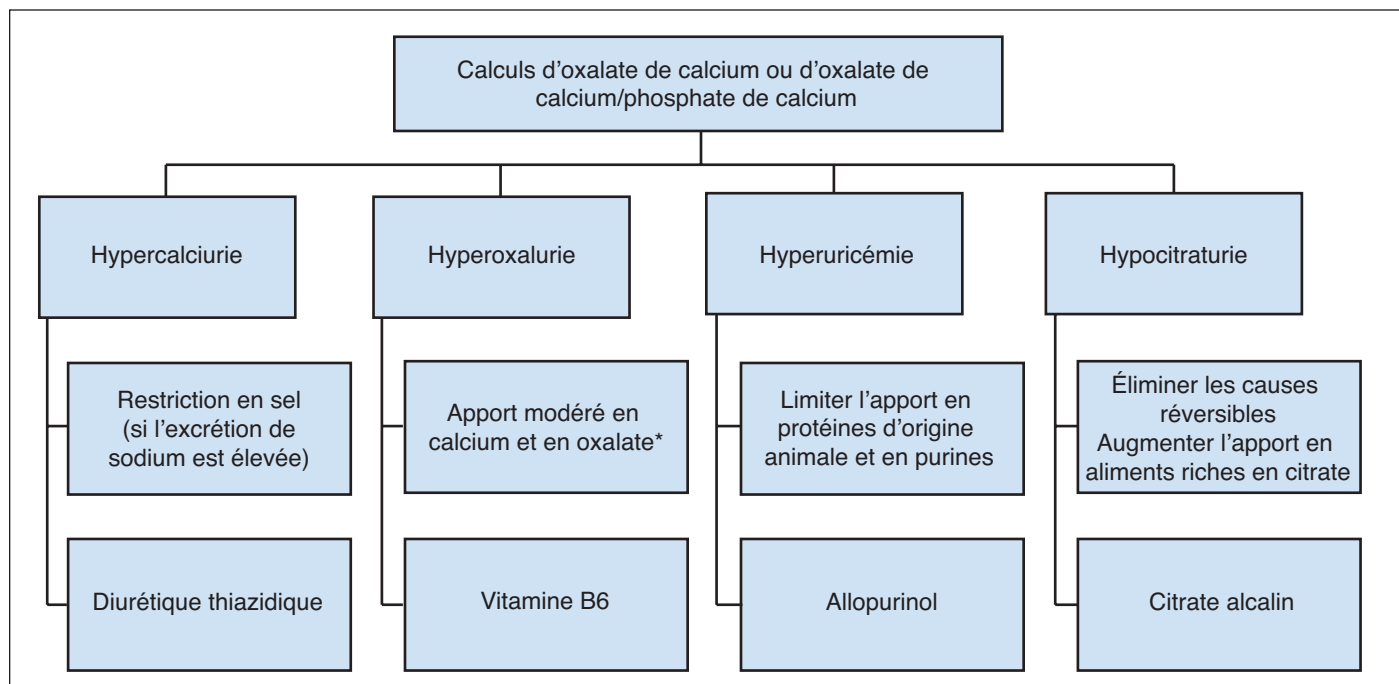 Calculs d’oxalate de calcium ou d’oxalate de
calcium/phosphate de calcium
Hypercalciurie
Hyperoxalurie
Hyperuricémie
Hypocitraturie
Restriction en sel
(si l’excrétion de
sodium est élevée)
Apport modéré en
calcium et en oxalate*
Limiter l’apport en
protéines d’origine
animale et en purines
Éliminer les causes
réversibles
Augmenter l’apport en
aliments riches en citrate
Diurétique thiazidique
Vitamine B6
Allopurinol
Citrate alcalin